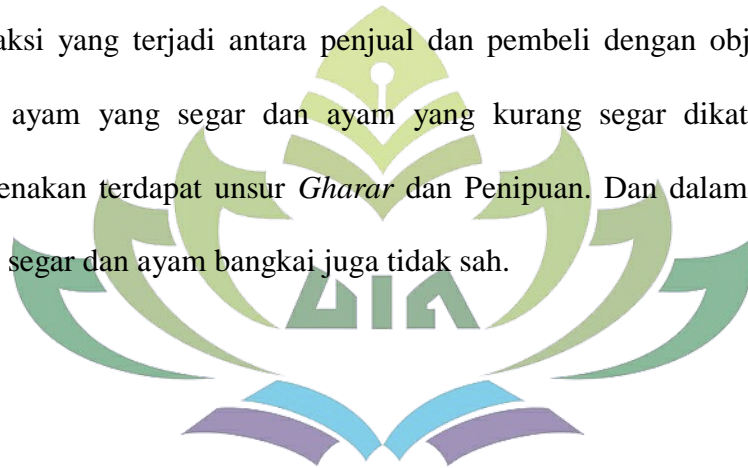 aksi yang terjadi antara penjual dan pembeli dengan obj
ayam yang segar dan ayam yang kurang segar dikat
enakan terdapat unsur Gharar dan Penipuan. Dan dalam
segar dan ayam bangkai juga tidak sah.
UIN